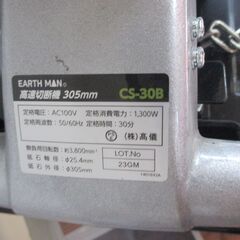 EARTH MAN®
高速切断機 305mm CS-30B
定格電圧：AC100V 定格消費電力：1,300W
定格周波数：50/60Hz 定格時間：30分
(株)髙儀
無負荷回転数：約3,800min⁻¹
砥石内径：φ25.4mm
砥石外径：φ305mm
LOT.No
23GM